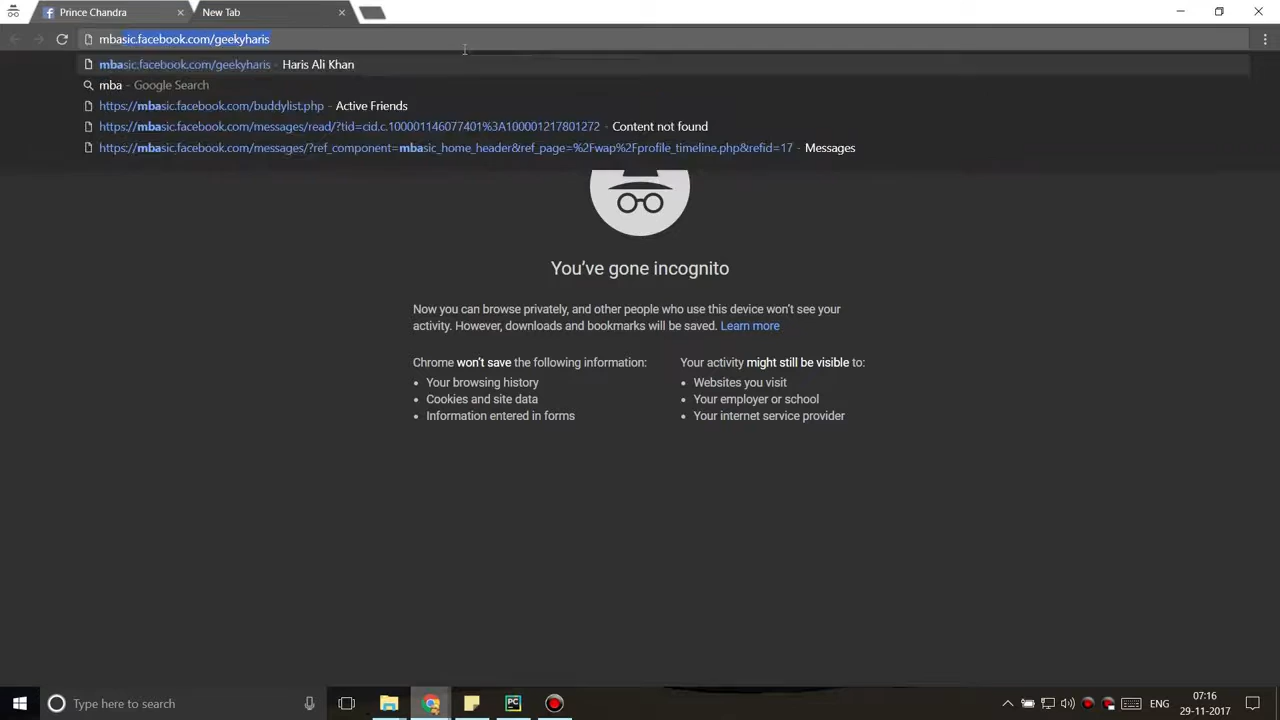 Prince Chandra
New Tab
mbasic.facebook.com/geekyharis
mbasic.facebook.com/geekyharis - Haris Ali Khan
mba - Google Search
https://mbasic.facebook.com/buddylist.php - Active Friends
https://mbasic.facebook.com/messages/read/?tid=cid.c.100001146077401%3A100001217801272 - Content not found
https://mbasic.facebook.com/messages/?ref_component=mbasic_home_header&ref_page=%2Fwap%2Fprofile_timeline.php&refid=17 - Messages
You've gone incognito
Now you can browse privately, and other people who use this device won't see your
activity. However, downloads and bookmarks will be saved. Learn more
Chrome won't save the following information:
• Your browsing history
• Cookies and site data
• Information entered in forms
Your activity might still be visible to:
• Websites you visit
• Your employer or school
• Your internet service provider
Type here to search
PC
ENG
07:16
29-11-2017